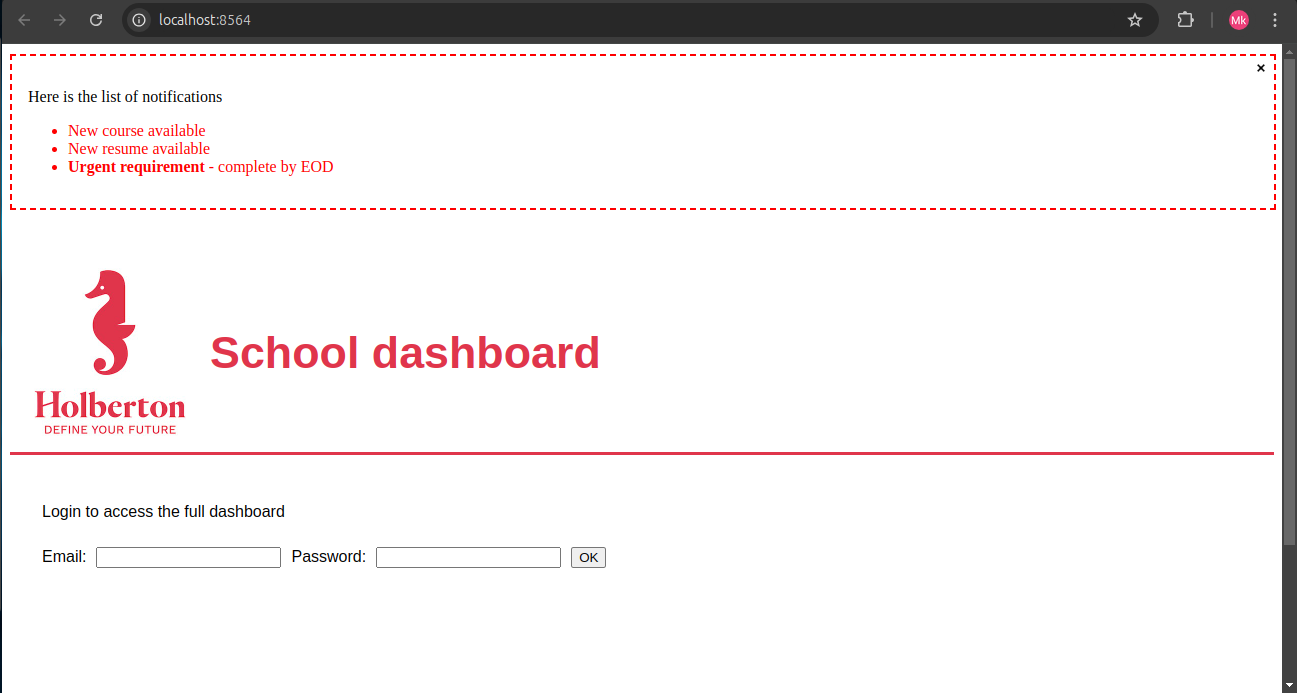 localhost:8564
Mk
×
Here is the list of notifications
New course available
New resume available
Urgent requirement - complete by EOD
School dashboard
Holberton
DEFINE YOUR FUTURE
Login to access the full dashboard
Email: Password: OK